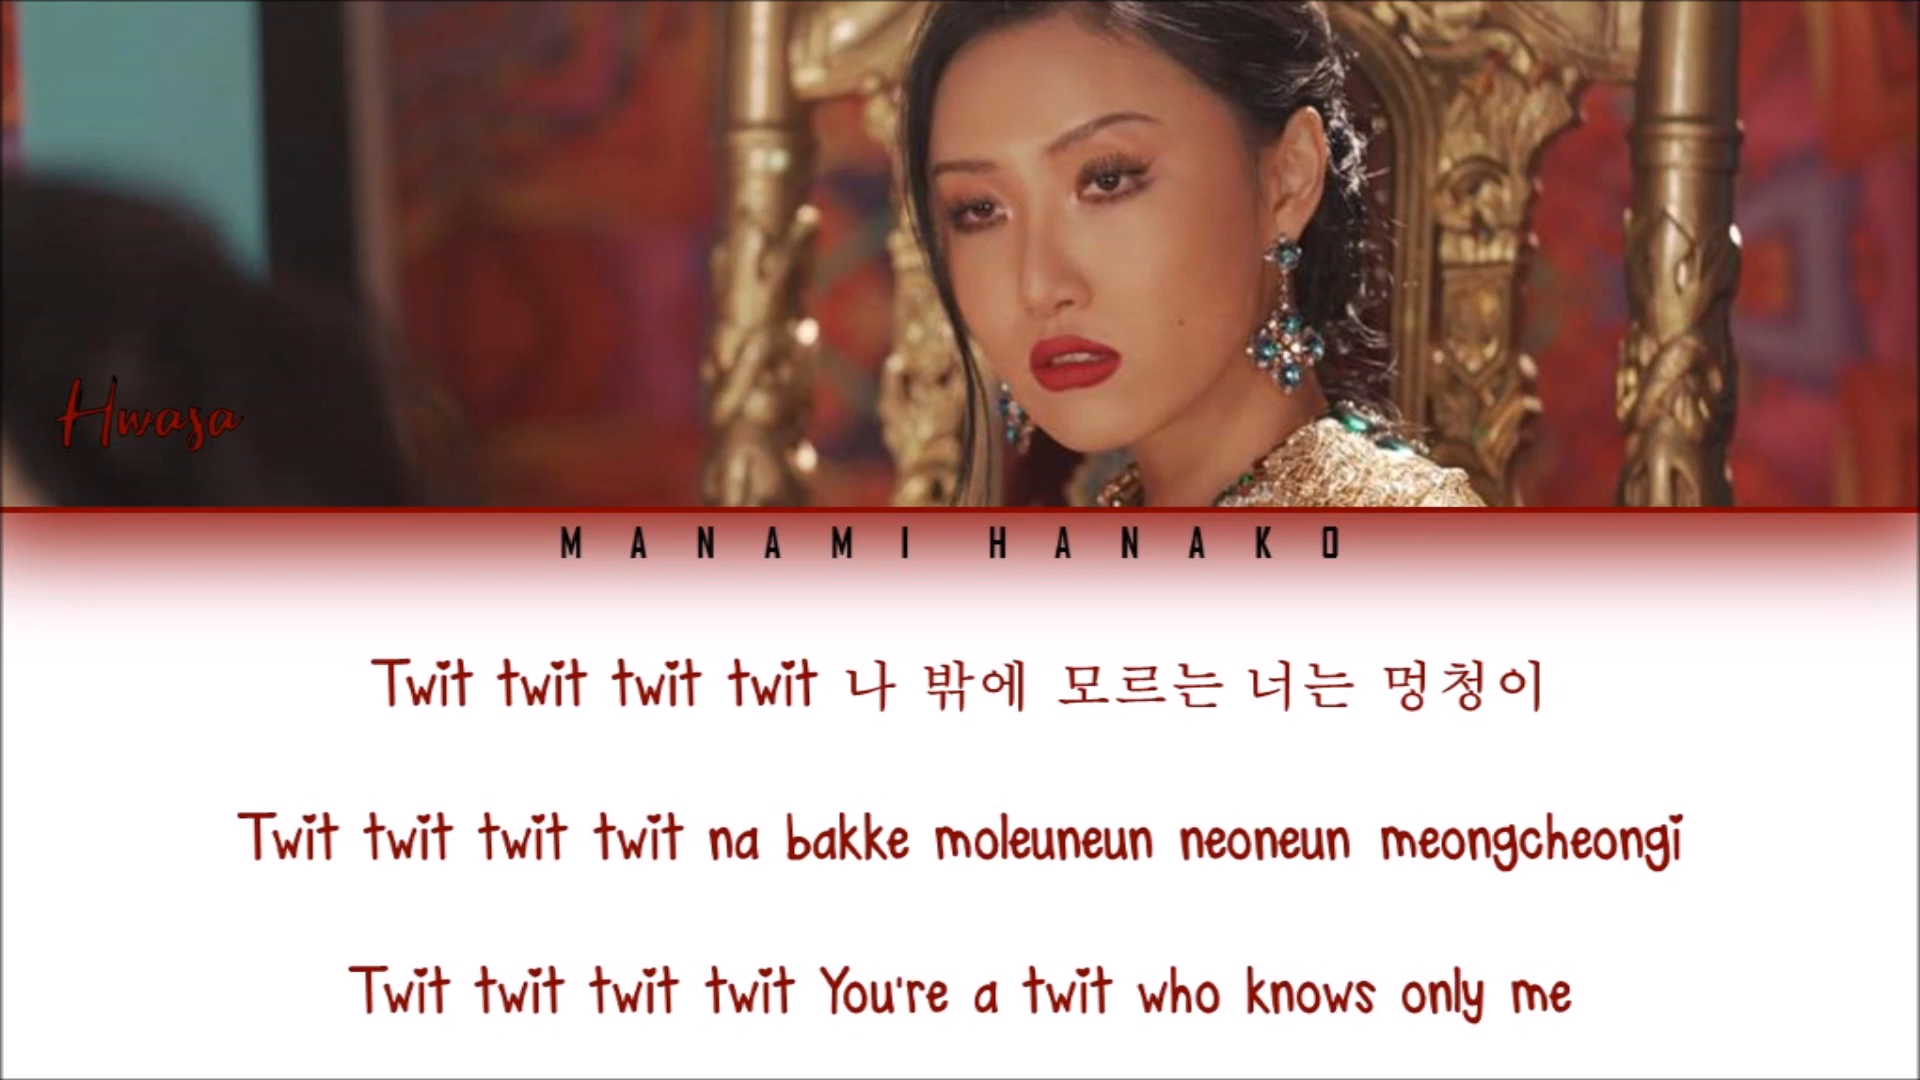 Hwasa
MANAMI HANAKO
Twit twit twit twit 나 밖에 모르는 너는 멍청이
Twit twit twit twit na bakke moleuneun neoneun meongcheongi
Twit twit twit twit You're a twit who knows only me